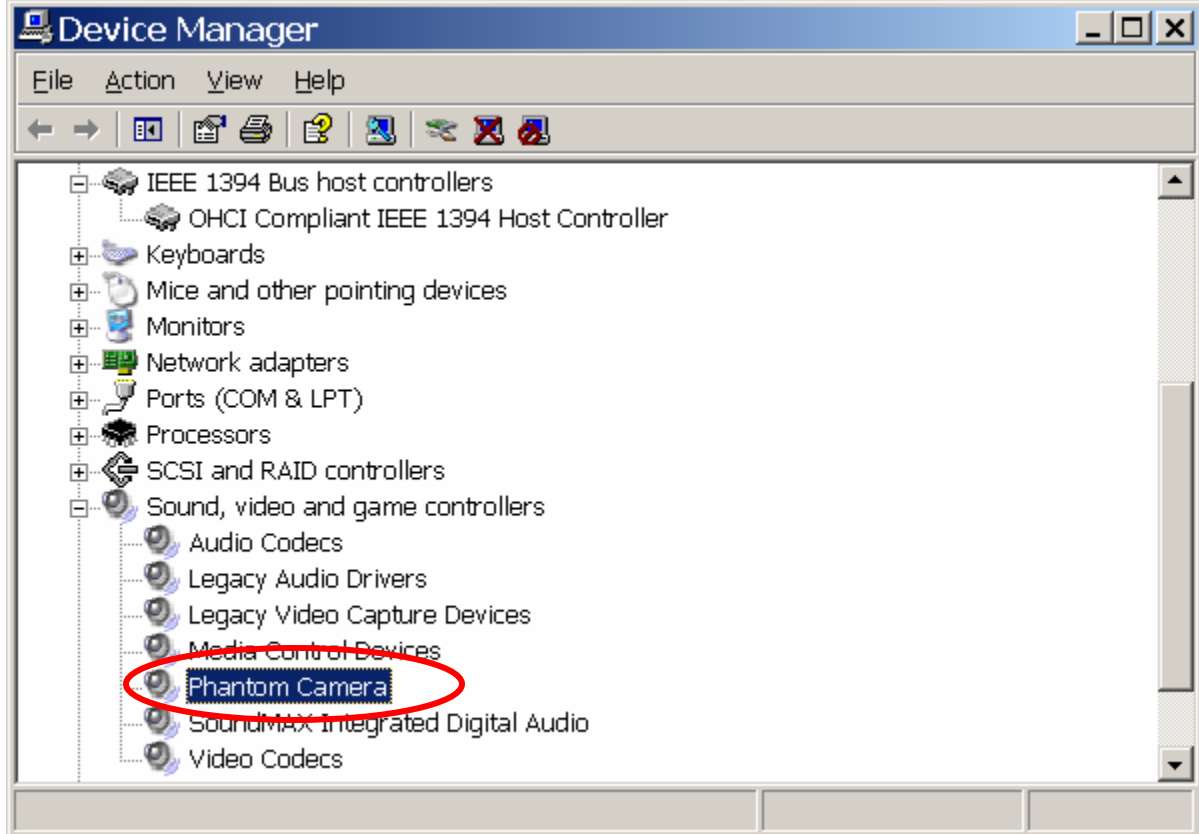 Device Manager
File Action View Help
IEEE 1394 Bus host controllers
OHCI Compliant IEEE 1394 Host Controller
Keyboards
Mice and other pointing devices
Monitors
Network adapters
Ports (COM & LPT)
Processors
SCSI and RAID controllers
Sound, video and game controllers
Audio Codecs
Legacy Audio Drivers
Legacy Video Capture Devices
Media Control Devices
Phantom Camera
SoundMAX Integrated Digital Audio
Video Codecs